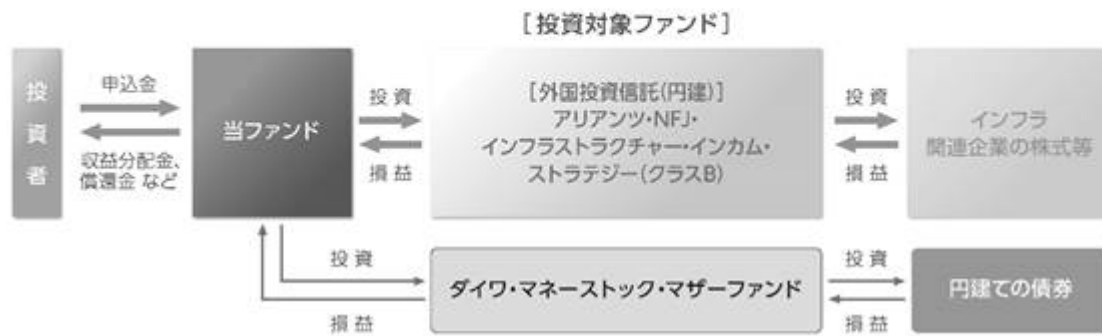 [投資対象ファンド]
投資者
申込金
収益分配金、
償還金 など
当ファンド
投 資
損 益
[外国投資信託(円建)]
アリアンツ・NFJ・
インフラストラクチャー・インカム・
ストラテジー(クラスB)
投 資
損 益
インフラ
関連企業の株式等
投 資
損 益
ダイワ・マネーストック・マザーファンド
投 資
損 益
円建ての債券